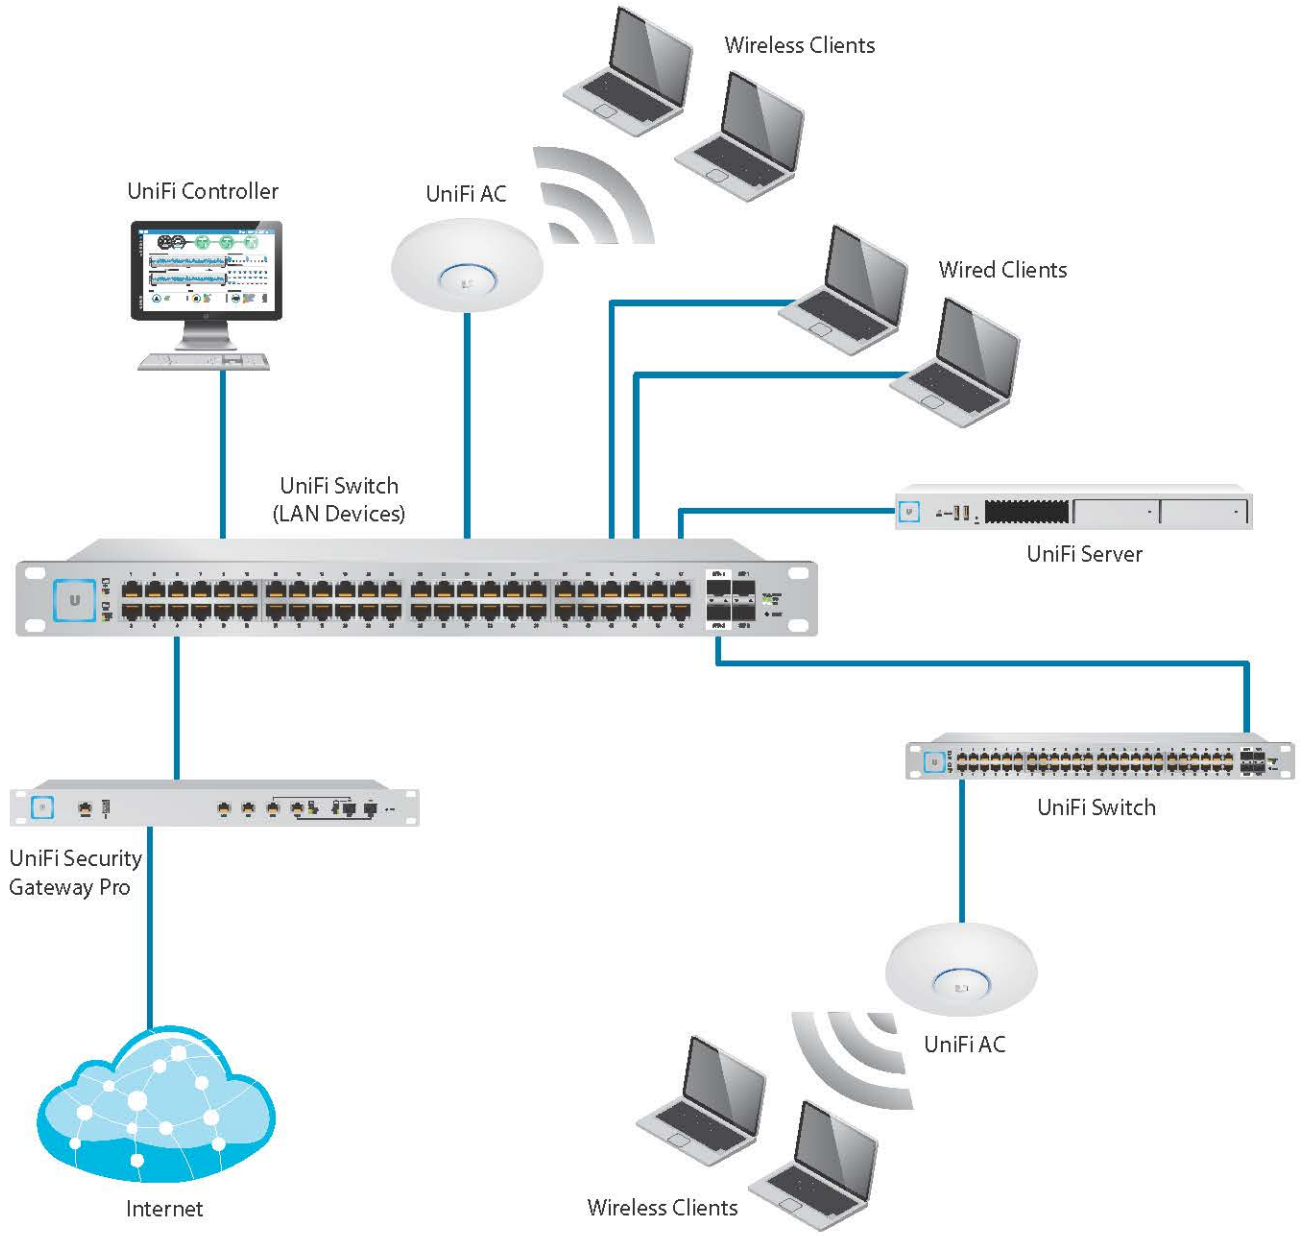 Wireless Clients
UniFi Controller
UniFi AC
Wired Clients
UniFi Switch
(LAN Devices)
UniFi Server
UniFi Switch
UniFi Security
Gateway Pro
UniFi AC
Internet
Wireless Clients